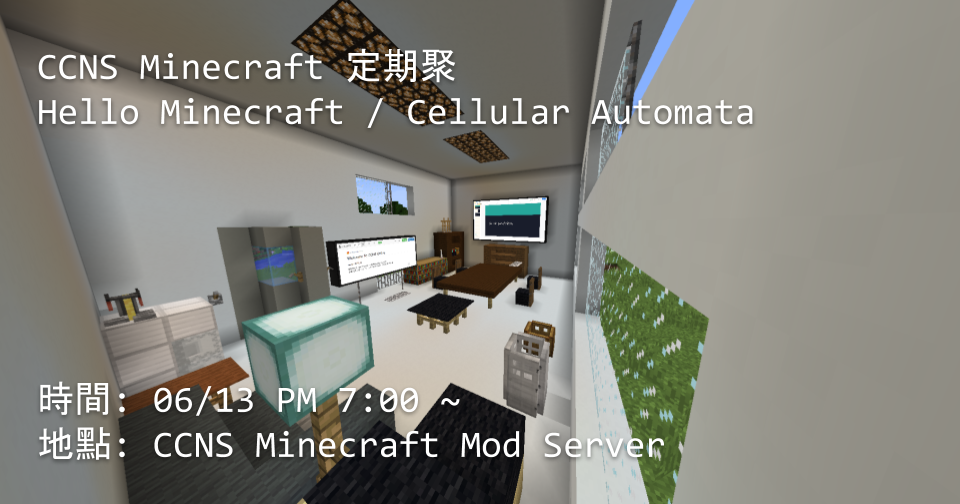 CCNS Minecraft 定期聚
Hello Minecraft / Cellular Automata
時間: 06/13 PM 7:00 ~
地點: CCNS Minecraft Mod Server